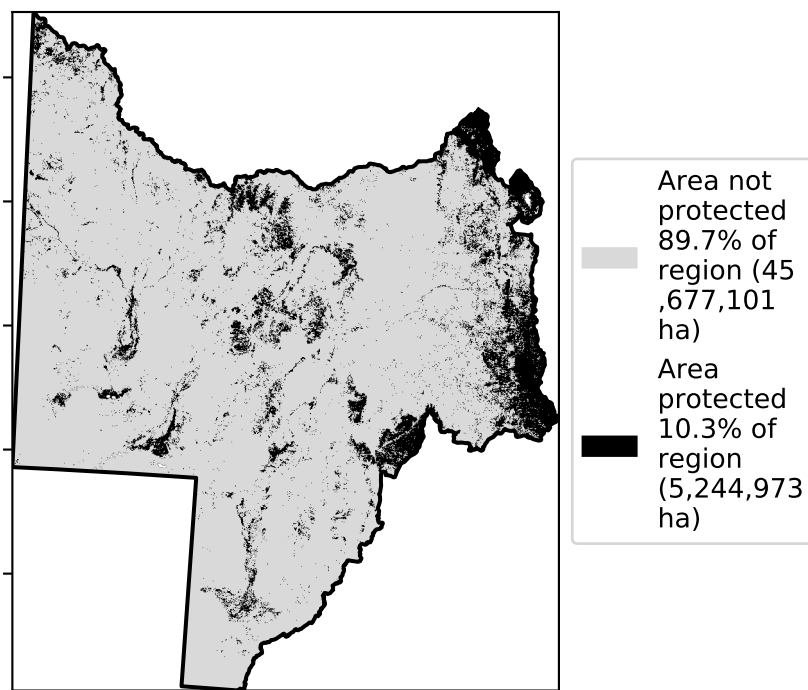 Area not
protected
89.7% of
region (45
,677,101
ha)
Area
protected
10.3% of
region
(5,244,973
ha)